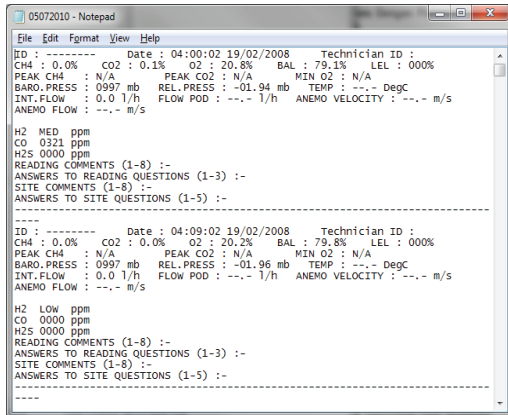 05072010 - Notepad
File Edit Format View Help
ID : -------- Date : 04:00:02 19/02/2008 Technician ID :
CH4 : 0.0% CO2 : 0.1% O2 : 20.8% BAL : 79.1% LEL : 000%
PEAK CH4 : N/A PEAK CO2 : N/A MIN O2 : N/A
BARO.PRESS : 0997 mb REL.PRESS : -01.94 mb TEMP : --.- DegC
INT.FLOW : 0.0 l/h FLOW POD : --.- l/h ANEMO VELOCITY : --.- m/s
ANEMO FLOW : --.- m/s
H2 MED ppm
CO 0321 ppm
H2S 0000 ppm
READING COMMENTS (1-8) :-
ANSWERS TO READING QUESTIONS (1-3) :-
SITE COMMENTS (1-8) :-
ANSWERS TO SITE QUESTIONS (1-5) :-
--------------------------------------------------------------------------------
----
ID : -------- Date : 04:09:02 19/02/2008 Technician ID :
CH4 : 0.0% CO2 : 0.0% O2 : 20.2% BAL : 79.8% LEL : 000%
PEAK CH4 : N/A PEAK CO2 : N/A MIN O2 : N/A
BARO.PRESS : 0997 mb REL.PRESS : -01.96 mb TEMP : --.- DegC
INT.FLOW : 0.0 l/h FLOW POD : --.- l/h ANEMO VELOCITY : --.- m/s
ANEMO FLOW : --.- m/s
H2 LOW ppm
CO 0000 ppm
H2S 0000 ppm
READING COMMENTS (1-8) :-
ANSWERS TO READING QUESTIONS (1-3) :-
SITE COMMENTS (1-8) :-
ANSWERS TO SITE QUESTIONS (1-5) :-
--------------------------------------------------------------------------------
----